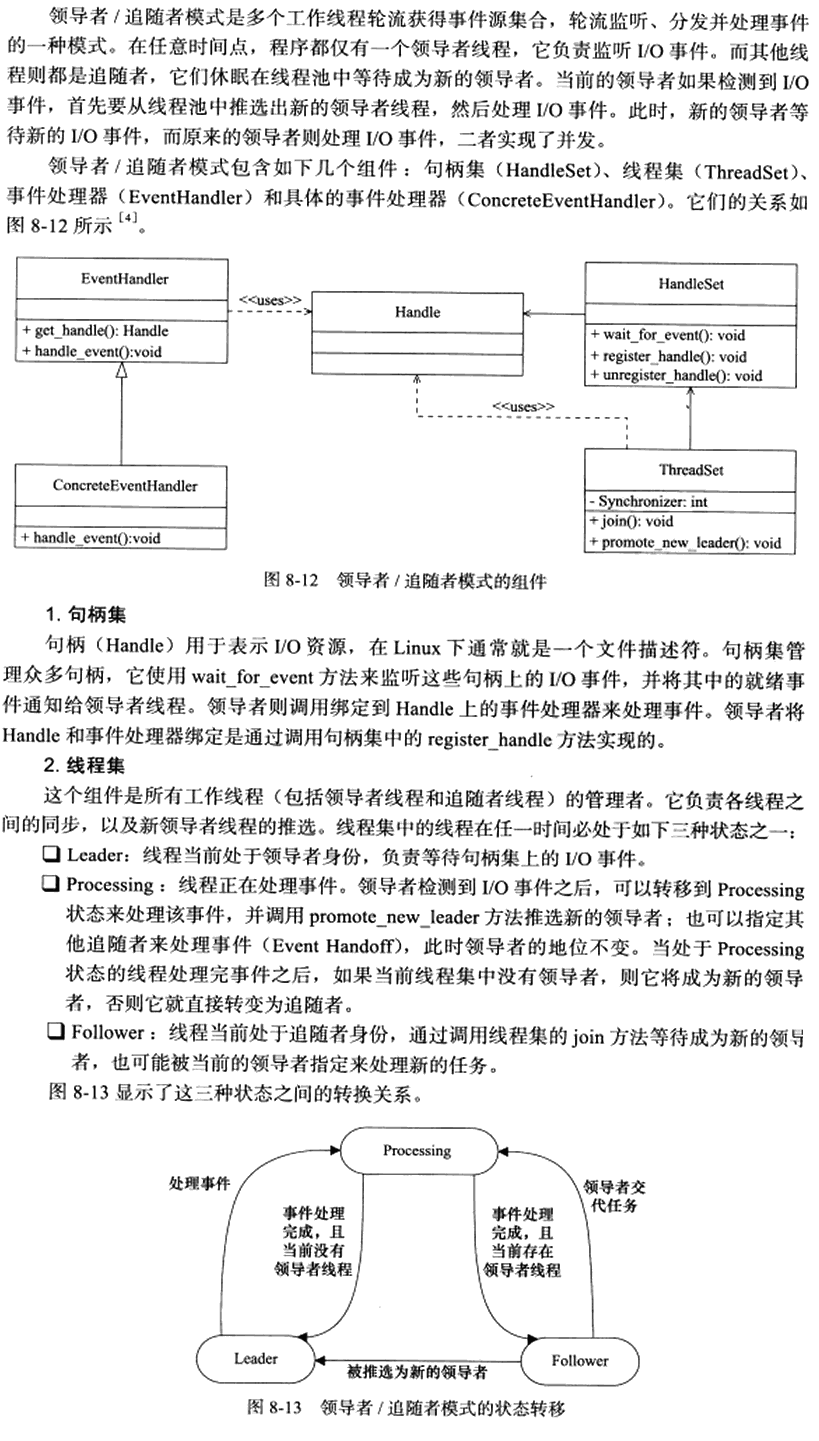 领导者 / 追随者模式是多个工作线程轮流获得事件源集合，轮流监听、分发并处理事件
的一种模式。在任意时间点，程序都仅有一个领导者线程，它负责监听 I/O 事件。而其他线
程则都是追随者，它们休眠在线程池中等待成为新的领导者。当前的领导者如果检测到 I/O
事件，首先要从线程池中推选出新的领导者线程，然后处理 I/O 事件。此时，新的领导者等
待新的 I/O 事件，而原来的领导者则处理 I/O 事件，二者实现了并发。
领导者 / 追随者模式包含如下几个组件：句柄集（HandleSet）、线程集（ThreadSet）、
事件处理器（EventHandler）和具体的事件处理器（ConcreteEventHandler）。它们的关系如
图 8-12 所示 [4]。
EventHandler
+ get_handle(): Handle
+ handle_event():void
<<uses>>
Handle
HandleSet
+ wait_for_event(): void
+ register_handle(): void
+ unregister_handle(): void
<<uses>>
ConcreteEventHandler
+ handle_event():void
ThreadSet
- Synchronizer: int
+ join(): void
+ promote_new_leader(): void
图 8-12 领导者 / 追随者模式的组件
1. 句柄集
句柄（Handle）用于表示 I/O 资源，在 Linux 下通常就是一个文件描述符。句柄集管
理众多句柄，它使用 wait_for_event 方法来监听这些句柄上的 I/O 事件，并将其中的就绪事
件通知给领导者线程。领导者则调用绑定到 Handle 上的事件处理器来处理事件。领导者将
Handle 和事件处理器绑定是通过调用句柄集中的 register_handle 方法实现的。
2. 线程集
这个组件是所有工作线程（包括领导者线程和追随者线程）的管理者。它负责各线程之
间的同步，以及新领导者线程的推选。线程集中的线程在任一时间必处于如下三种状态之一：
❑ Leader：线程当前处于领导者身份，负责等待句柄集上的 I/O 事件。
❑ Processing：线程正在处理事件。领导者检测到 I/O 事件之后，可以转移到 Processing
状态来处理该事件，并调用 promote_new_leader 方法推选新的领导者；也可以指定其
他追随者来处理事件（Event Handoff），此时领导者的地位不变。当处于 Processing
状态的线程处理完事件之后，如果当前线程集中没有领导者，则它将成为新的领导
者，否则它就直接转变为追随者。
❑ Follower：线程当前处于追随者身份，通过调用线程集的 join 方法等待成为新的领导
者，也可能被当前的领导者指定来处理新的任务。
图 8-13 显示了这三种状态之间的转换关系。
Processing
处理事件
事件处理
完成，且
当前没有
领导者线程
事件处理
完成，且
当前存在
领导者线程
领导者交
代任务
Leader
被推选为新的领导者
Follower
图 8-13 领导者 / 追随者模式的状态转移